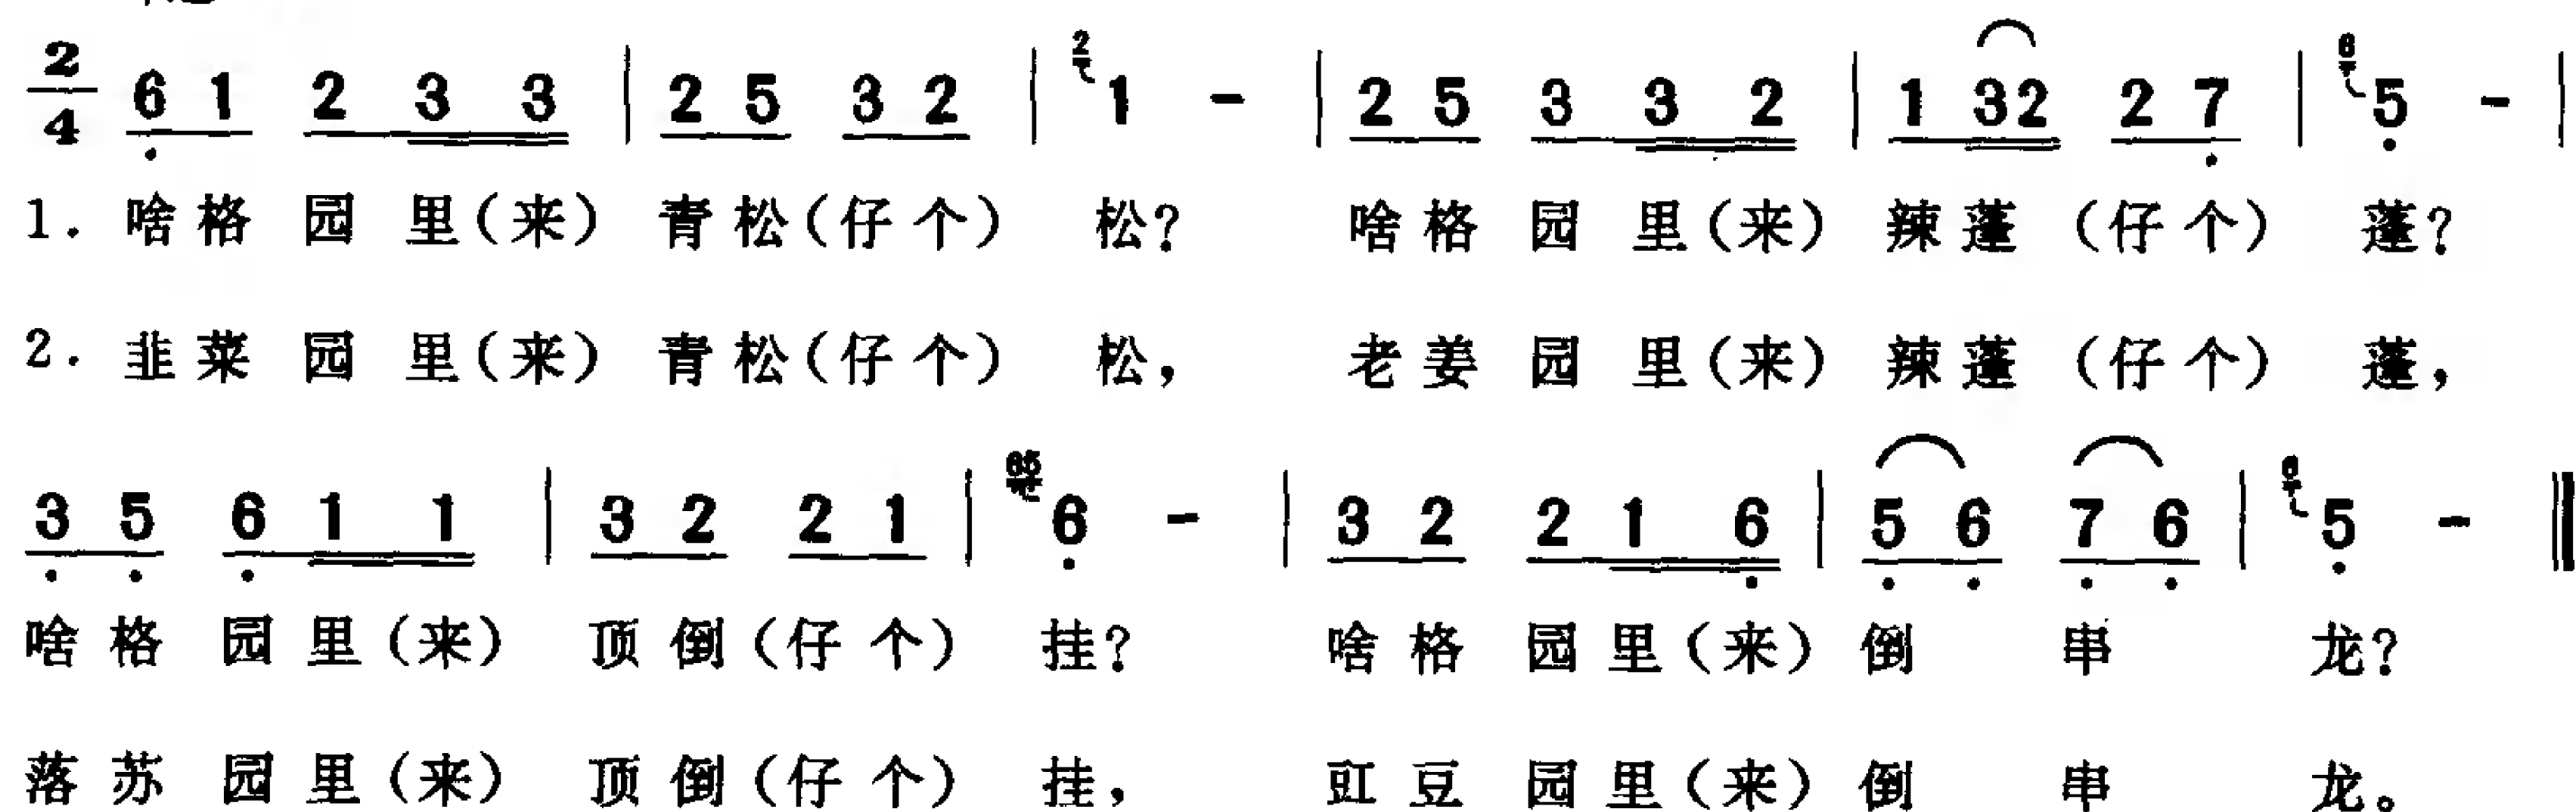 2/4 6 1 2 3 3 | 2 5 3 2 | 2 1 - | 2 5 3 3 2 | 1 32 2 7 | 6 5 - |
1. 啥格 园 里(来) 青松(仔个) 松? 啥格 园 里(来) 辣蓬 (仔个) 蓬?
2. 韭菜 园 里(来) 青松(仔个) 松, 老姜 园 里(来) 辣蓬 (仔个) 蓬,
3 5 6 1 1 | 3 2 2 1 | 65 6 - | 3 2 2 1 6 | 5 6 7 6 | 6 5 - ‖
啥格 园里(来) 顶倒(仔个) 挂? 啥格 园里(来) 倒 串 龙?
落苏 园里(来) 顶倒(仔个) 挂, 豇豆 园里(来) 倒 串 龙。